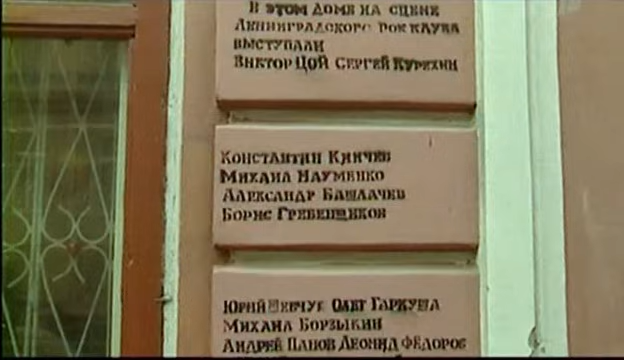 В ЭТОМ ДОМЕ НА СЦЕНЕ
ЛЕНИНГРАДСКОГО РОК КЛУБА
ВЫСТУПАЛИ
ВИКТОР ЦОЙ СЕРГЕЙ КУРЕХИН
КОНСТАНТИН КИНЧЕВ
МИХАИЛ НАУМЕНКО
АЛЕКСАНДР БАШЛАЧЕВ
БОРИС ГРЕБЕНЩИКОВ
ЮРИЙ ШЕВЧУК ОЛЕГ ГАРКУША
МИХАИЛ БОРЗЫКИН
АНДРЕЙ ПАНОВ ЛЕОНИД ФЁДОРОВ